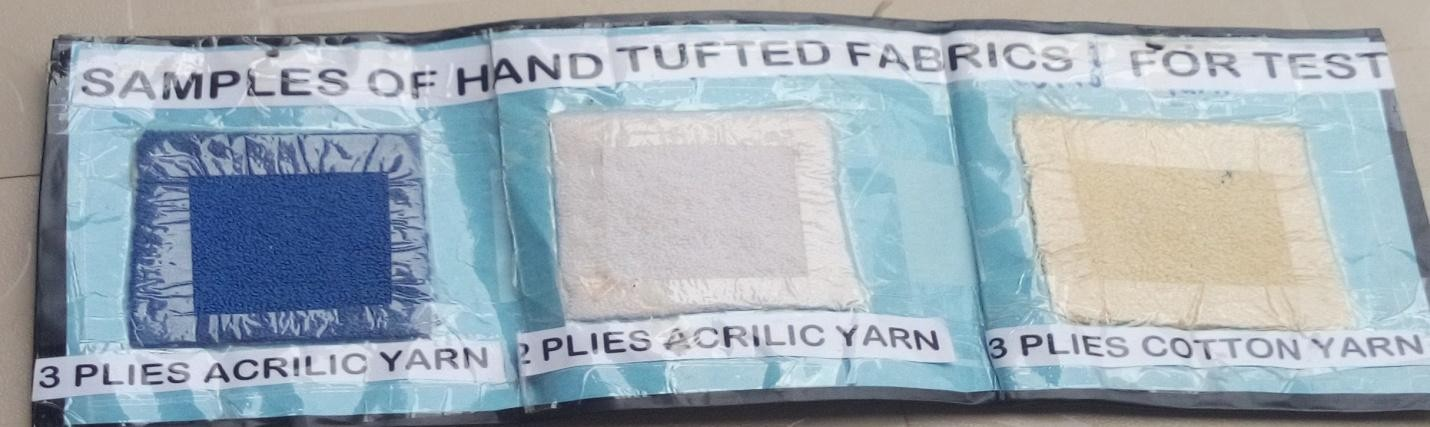 SAMPLES OF HAND TUFTED FABRICS FOR TEST
3 PLIES ACRILIC YARN
2 PLIES ACRILIC YARN
3 PLIES COTTON YARN